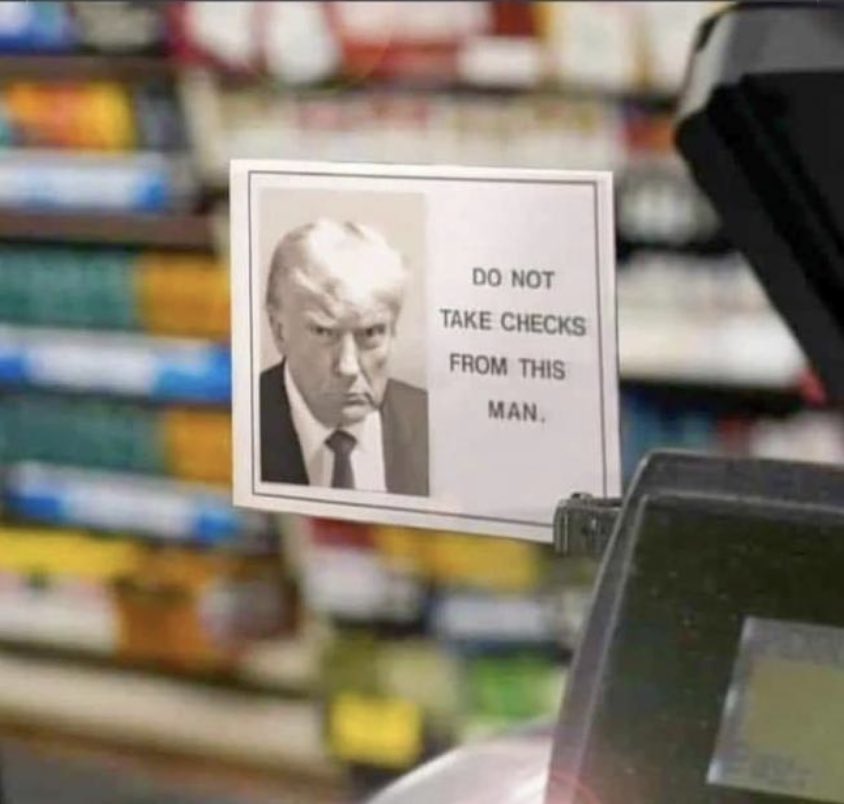 DO NOT
TAKE CHECKS
FROM THIS
MAN.